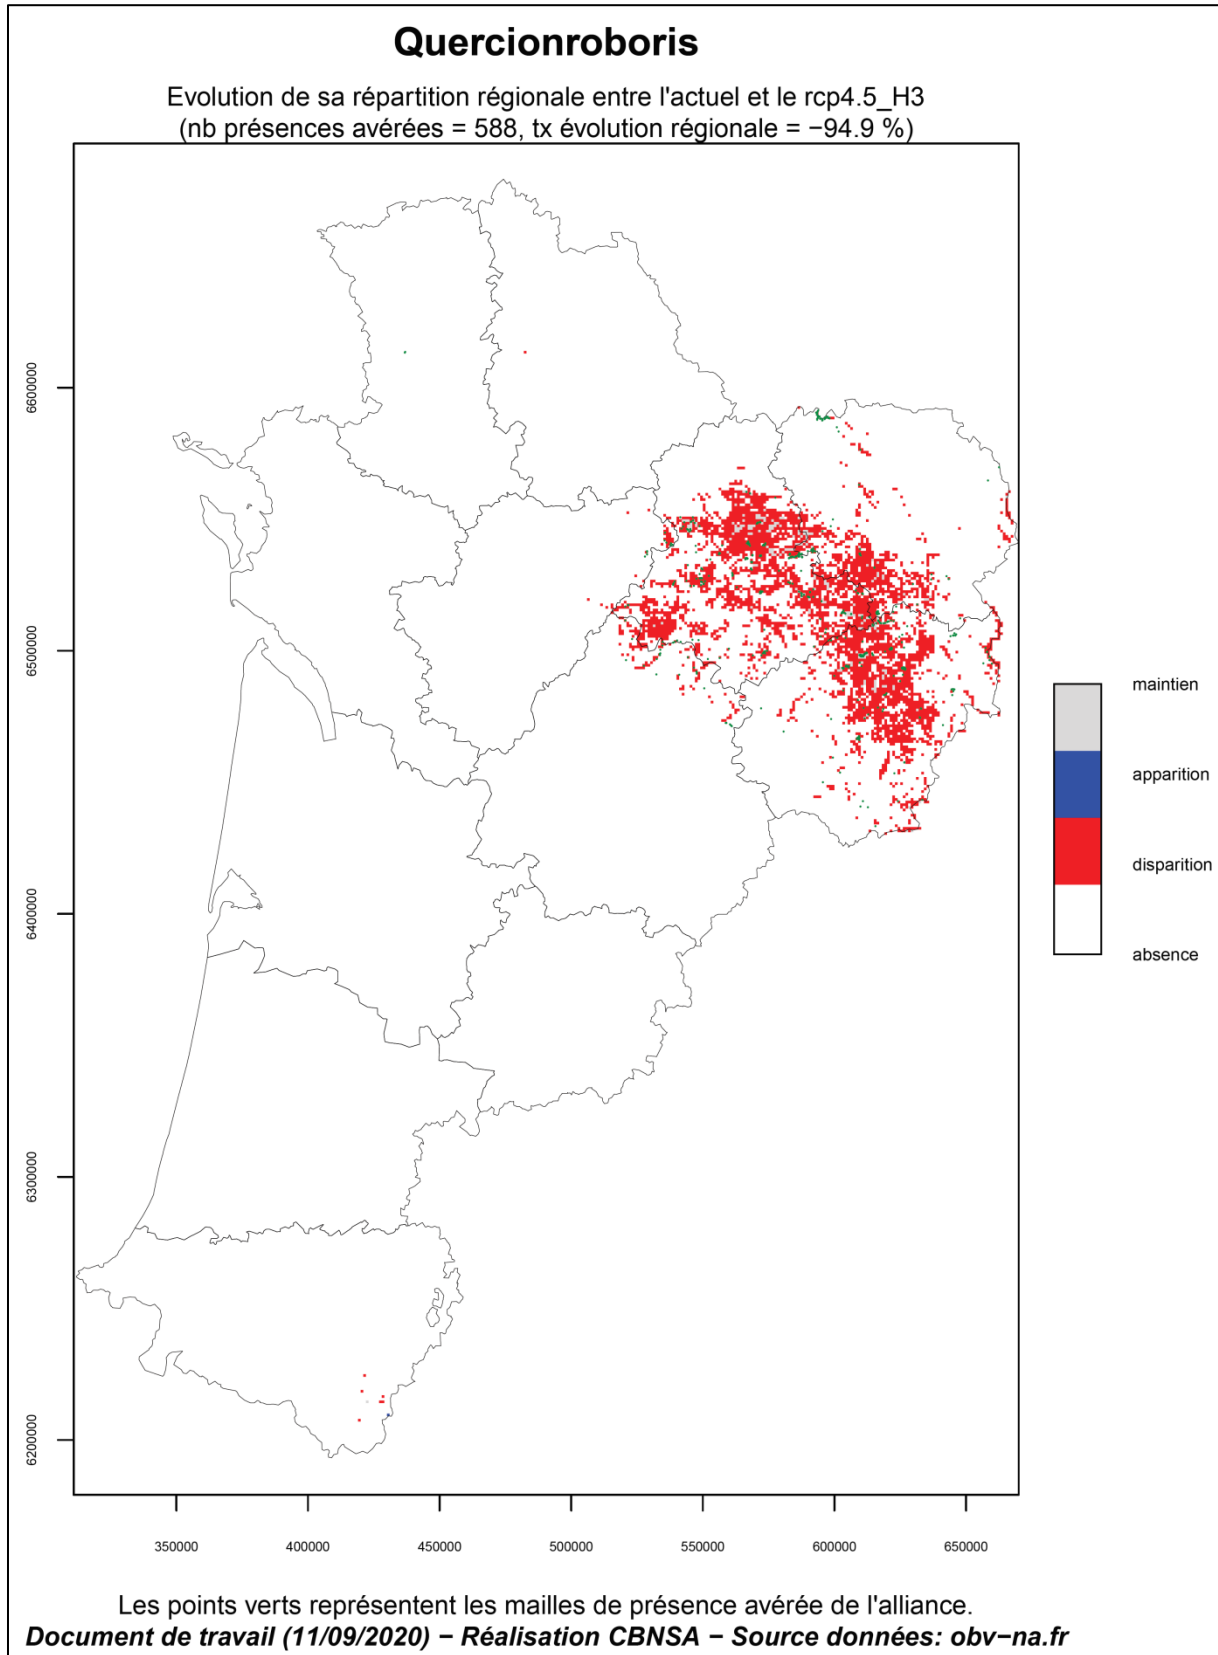 Quercionroboris
Evolution de sa répartition régionale entre l'actuel et le rcp4.5_H3
(nb présences avérées = 588, tx évolution régionale = −94.9 %)
6600000
6500000
6400000
6300000
6200000
maintien
apparition
disparition
absence
350000 400000 450000 500000 550000 600000 650000
Les points verts représentent les mailles de présence avérée de l'alliance.
Document de travail (11/09/2020) − Réalisation CBNSA − Source données: obv−na.fr